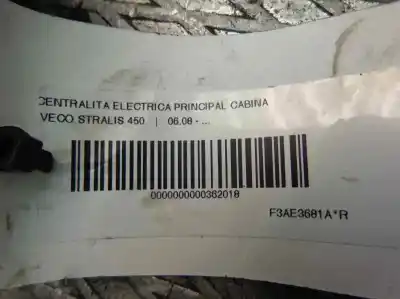 CENTRALITA ELECTRICA PRINCIPAL CABINA
VECO STRALIS 450 | 06.08 - ...
0000000000362018
F3AE3681A*R